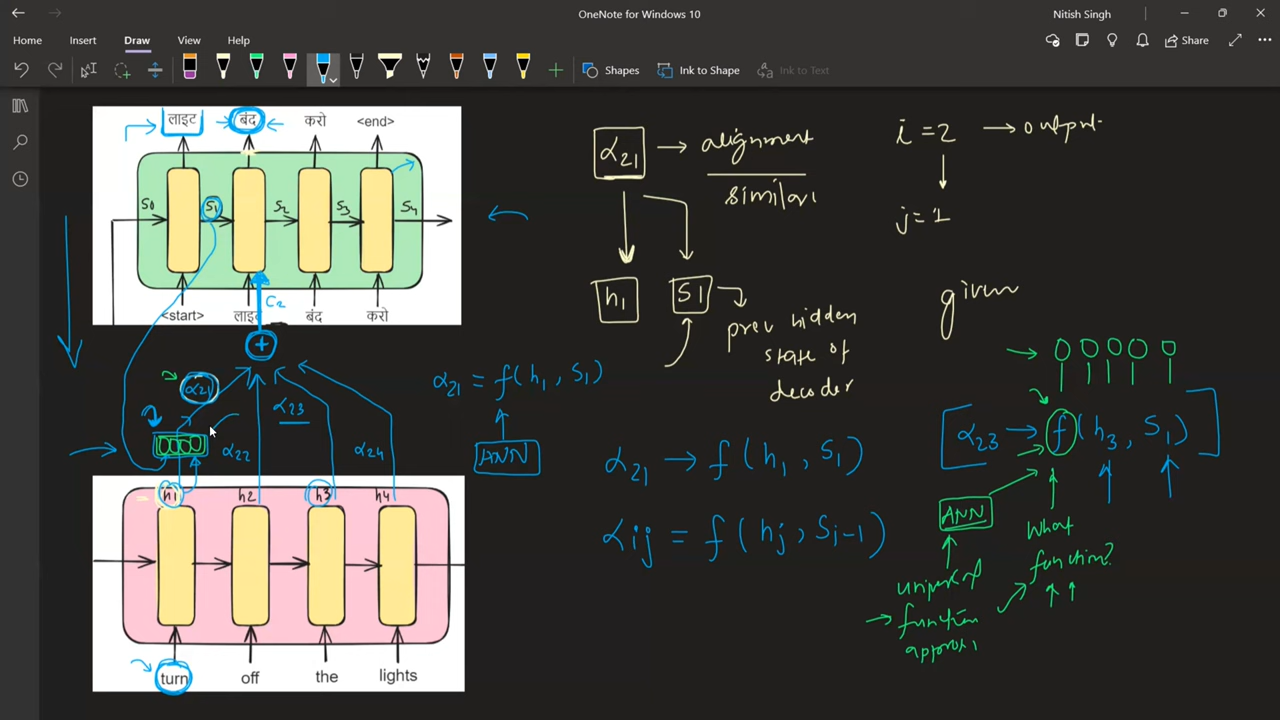 OneNote for Windows 10
Nitish Singh
Home Insert Draw View Help
Share
Shapes
Ink to Shape
Ink to Text
लाइट बंद करो <end>
S0 S1 S2 S3 S4
<start> लाइट बंद करो
C2
+
α21 α22 α23 α24
h1 h2 h3 h4
turn off the lights
α21 → alignment
similari
h1 S1
prev hidden
state of
decoder
i = 2 → output
j = 1
given
α21 = f(h1, S1)
ANN
α21 → f(h1, S1)
αij = f(hj, Si-1)
[α23 → f(h3, S1)]
ANN
What
function?
function
approxi